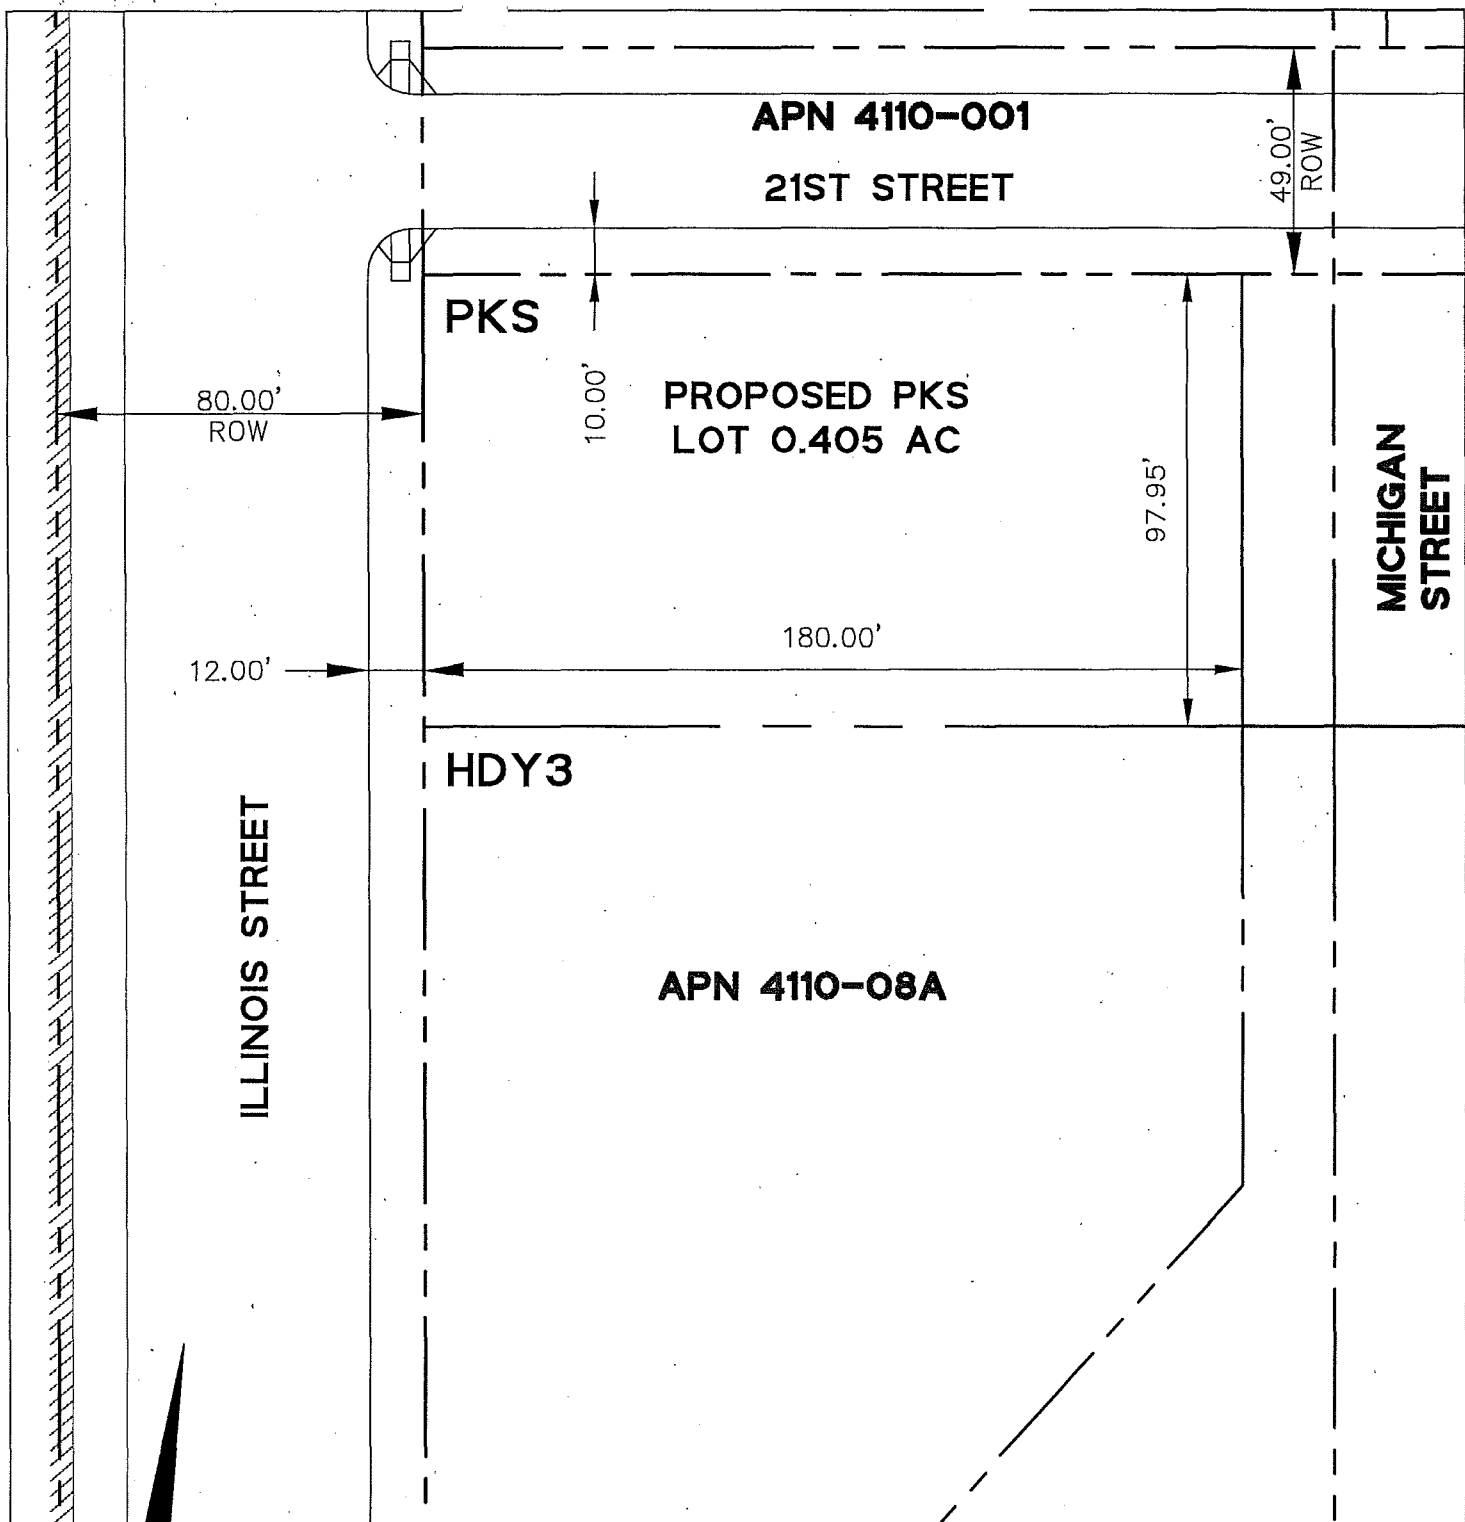 APN 4110-001
21ST STREET
49.00'
ROW
PKS
80.00'
ROW
10.00'
PROPOSED PKS
LOT 0.405 AC
97.95'
MICHIGAN
STREET
180.00'
12.00'
HDY3
ILLINOIS STREET
APN 4110-08A